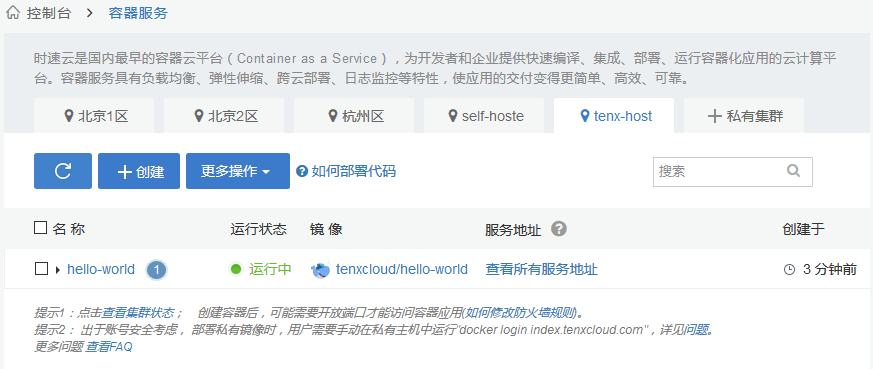 控制台 > 容器服务
时速云是国内最早的容器云平台（Container as a Service），为开发者和企业提供快速编译、集成、部署、运行容器化应用的云计算平
台。容器服务具有负载均衡、弹性伸缩、跨云部署、日志监控等特性，使应用的交付变得更简单、高效、可靠。
北京1区 北京2区 杭州区 self-hoste tenx-host 私有集群
创建 更多操作 如何部署代码 搜索
名 称 运行状态 镜 像 服务地址 ? 创建于
hello-world 1 运行中 tenxcloud/hello-world 查看所有服务地址 3 分钟前
提示1：点击查看集群状态； 创建容器后，可能需要开放端口才能访问容器应用(如何修改防火墙规则)。
提示2： 出于账号安全考虑， 部署私有镜像时，用户需要手动在私有主机中运行"docker login index.tenxcloud.com"，详见问题。
更多问题 查看FAQ